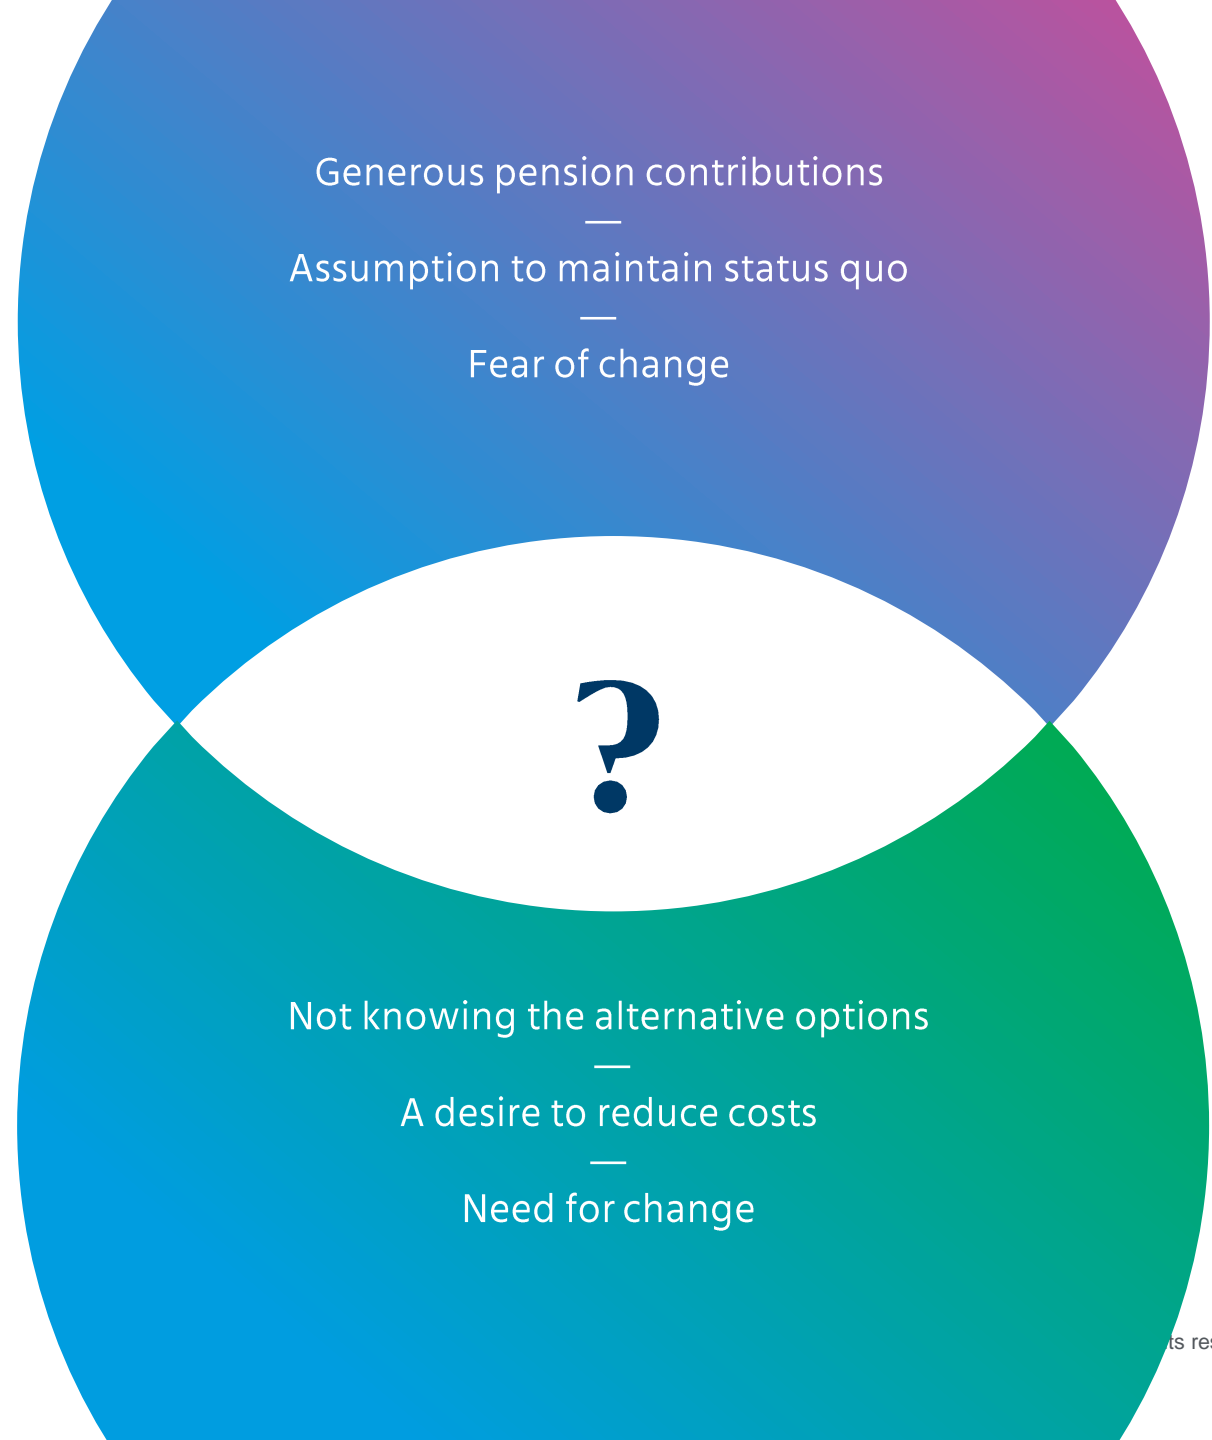 Generous pension contributions
—
Assumption to maintain status quo
—
Fear of change
?
Not knowing the alternative options
—
A desire to reduce costs
—
Need for change